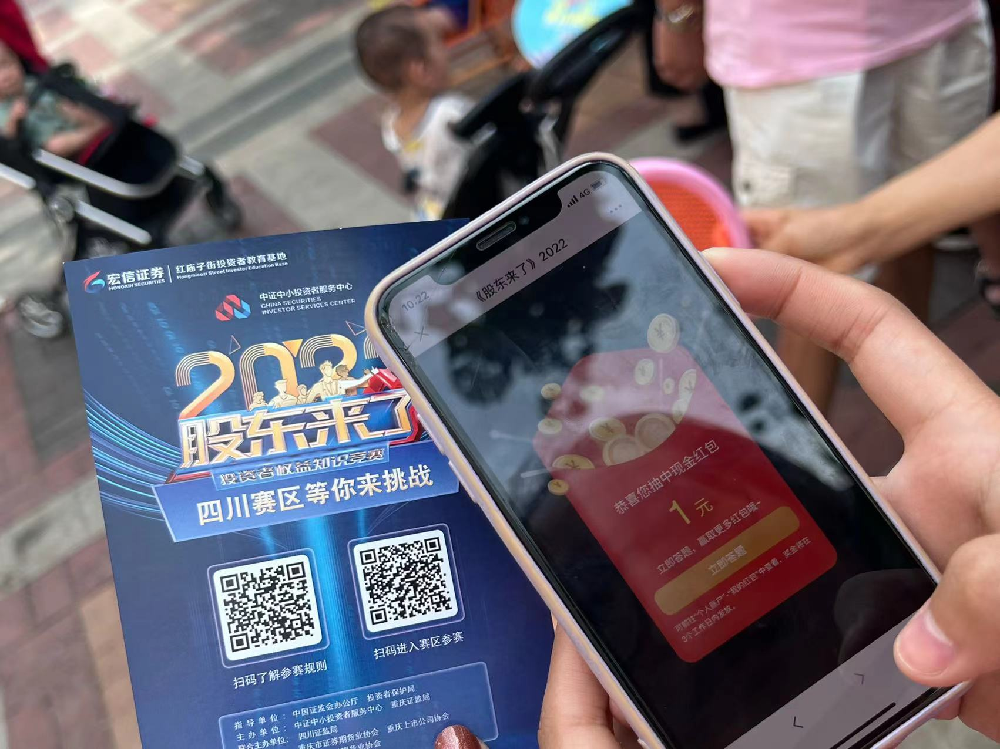 宏信证券
HONGXIN SECURITIES
红庙子街投资者教育基地
Hongmiaozi Street Investor Education Base
中证中小投资者服务中心
CHINA SECURITIES
INVESTOR SERVICES CENTER
202
股东来了
投资者权益知识竞赛
四川赛区等你来挑战
扫码了解参赛规则
扫码进入赛区参赛
指导单位：中国证监会办公厅 投资者保护局
主办单位：中证中小投资者服务中心 重庆证监局
联合主办单位：四川证监局
重庆市证券期货业协会 重庆上市公司协会
期货业协会
10:22
4G
《股东来了》2022
恭喜您抽中现金红包
1元
立即答题，赢取更多红包哦~
立即答题
可前往"个人账户"-"我的红包"中查看，奖金将在
3个工作日内发放。